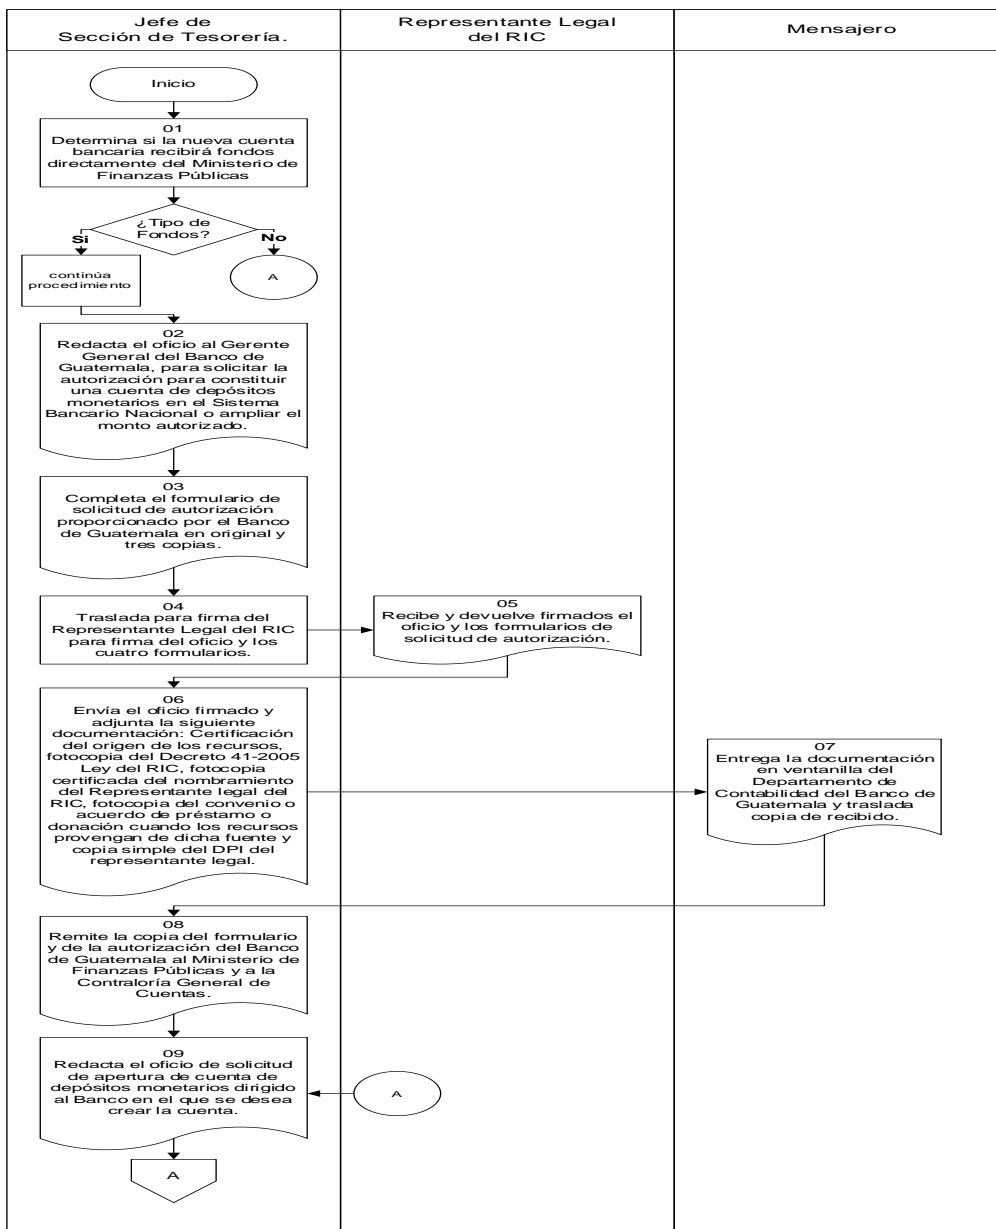 Jefe de
Sección de Tesorería.
Representante Legal
del RIC
Mensajero
Inicio
01
Determina si la nueva cuenta
bancaria recibirá fondos
directamente del Ministerio de
Finanzas Públicas
¿Tipo de
Fondos?
Si
No
continúa
procedimiento
A
02
Redacta el oficio al Gerente
General del Banco de
Guatemala, para solicitar la
autorización para constituir
una cuenta de depósitos
monetarios en el Sistema
Bancario Nacional o ampliar el
monto autorizado.
03
Completa el formulario de
solicitud de autorización
proporcionado por el Banco
de Guatemala en original y
tres copias.
04
Traslada para firma del
Representante Legal del RIC
para firma del oficio y los
cuatro formularios.
05
Recibe y devuelve firmados el
oficio y los formularios de
solicitud de autorización.
06
Envía el oficio firmado y
adjunta la siguiente
documentación: Certificación
del origen de los recursos,
fotocopia del Decreto 41-2005
Ley del RIC, fotocopia
certificada del nombramiento
del Representante legal del
RIC, fotocopia del convenio o
acuerdo de préstamo o
donación cuando los recursos
provengan de dicha fuente y
copia simple del DPI del
representante legal.
07
Entrega la documentación
en ventanilla del
Departamento de
Contabilidad del Banco de
Guatemala y traslada
copia de recibido.
08
Remite la copia del formulario
y de la autorización del Banco
de Guatemala al Ministerio de
Finanzas Públicas y a la
Contraloría General de
Cuentas.
09
Redacta el oficio de solicitud
de apertura de cuenta de
depósitos monetarios dirigido
al Banco en el que se desea
crear la cuenta.
A
A